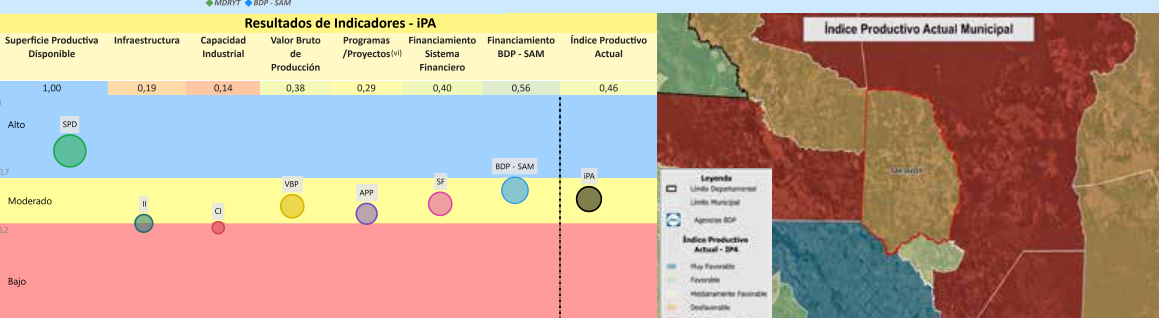 MDRYT BDP - SAM
Resultados de Indicadores - iPA
Superficie Productiva Disponible
Infraestructura
Capacidad Industrial
Valor Bruto de Producción
Programas /Proyectos (vi)
Financiamiento Sistema Financiero
Financiamiento BDP - SAM
Índice Productivo Actual
1,00 0,19 0,14 0,38 0,29 0,40 0,56 0,46
Alto
SPD
0,7
BDP - SAM
iPA
SF
VBP
APP
Moderado
II
CI
0,2
Bajo
Índice Productivo Actual Municipal
Leyenda
Límite Departamental
Límite Municipal
Agencias BDP
Índice Productivo
Actual - IPA
Muy Favorable
Favorable
Medianamente Favorable
Desfavorable